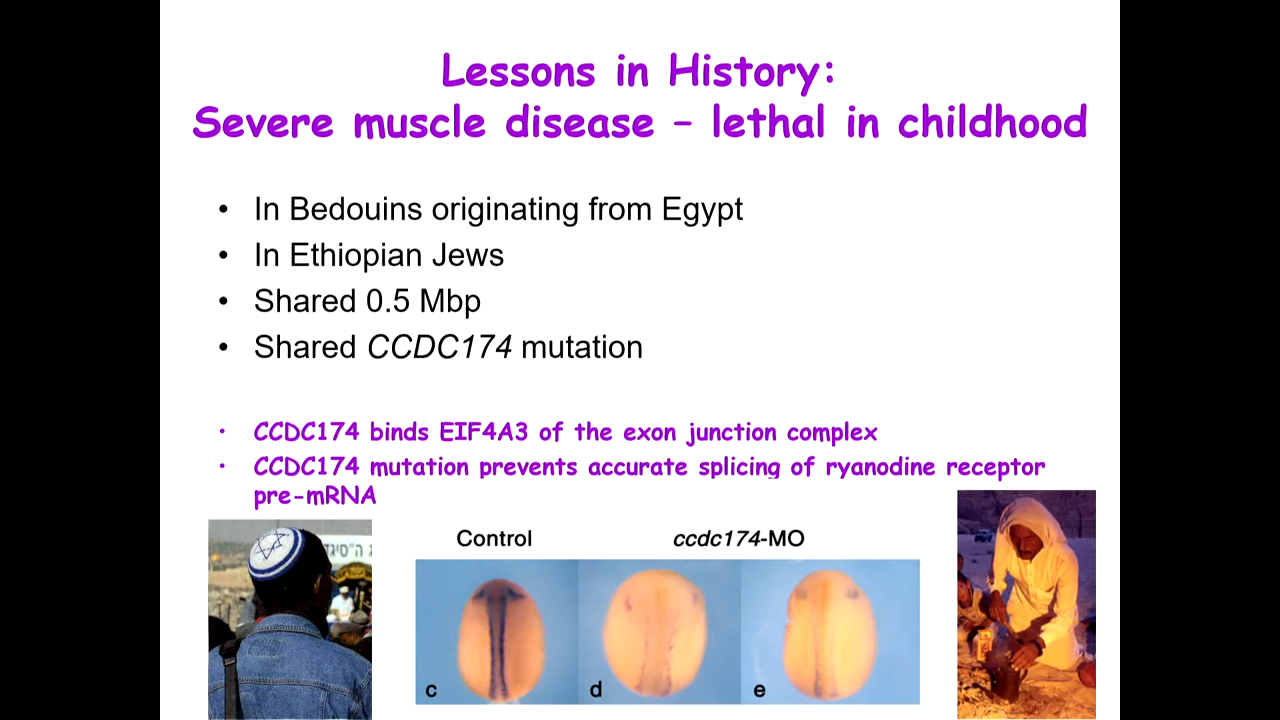 Lessons in History:
Severe muscle disease – lethal in childhood
• In Bedouins originating from Egypt
• In Ethiopian Jews
• Shared 0.5 Mbp
• Shared CCDC174 mutation
• CCDC174 binds EIF4A3 of the exon junction complex
• CCDC174 mutation prevents accurate splicing of ryanodine receptor
pre-mRNA
Control
ccdc174-MO
ה"סיגד
c
d
e